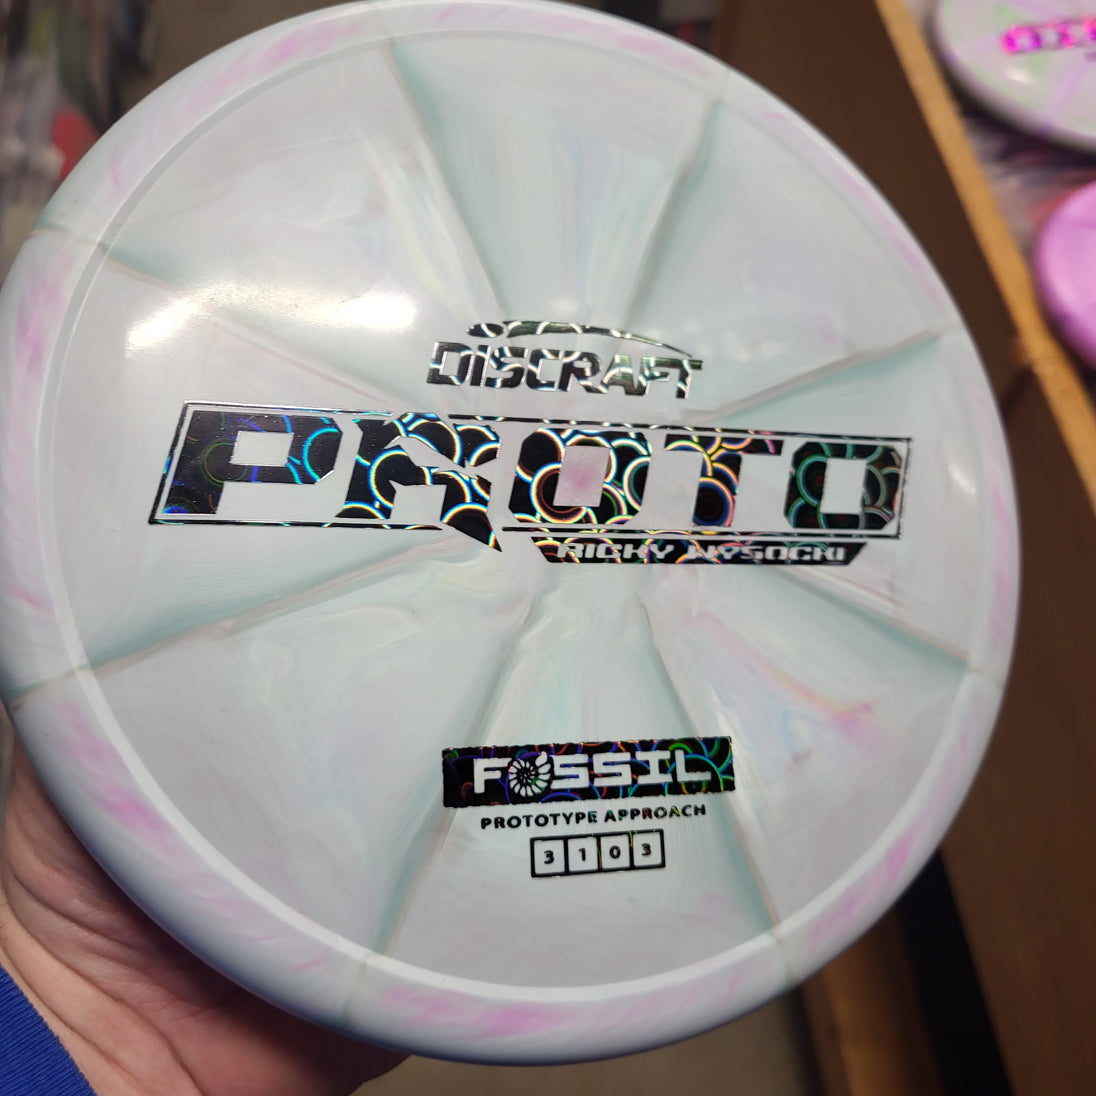 DISCRAFT
PROTO
RICKY WYSOCKI
FOSSIL
PROTOTYPE APPROACH
3 1 0 3